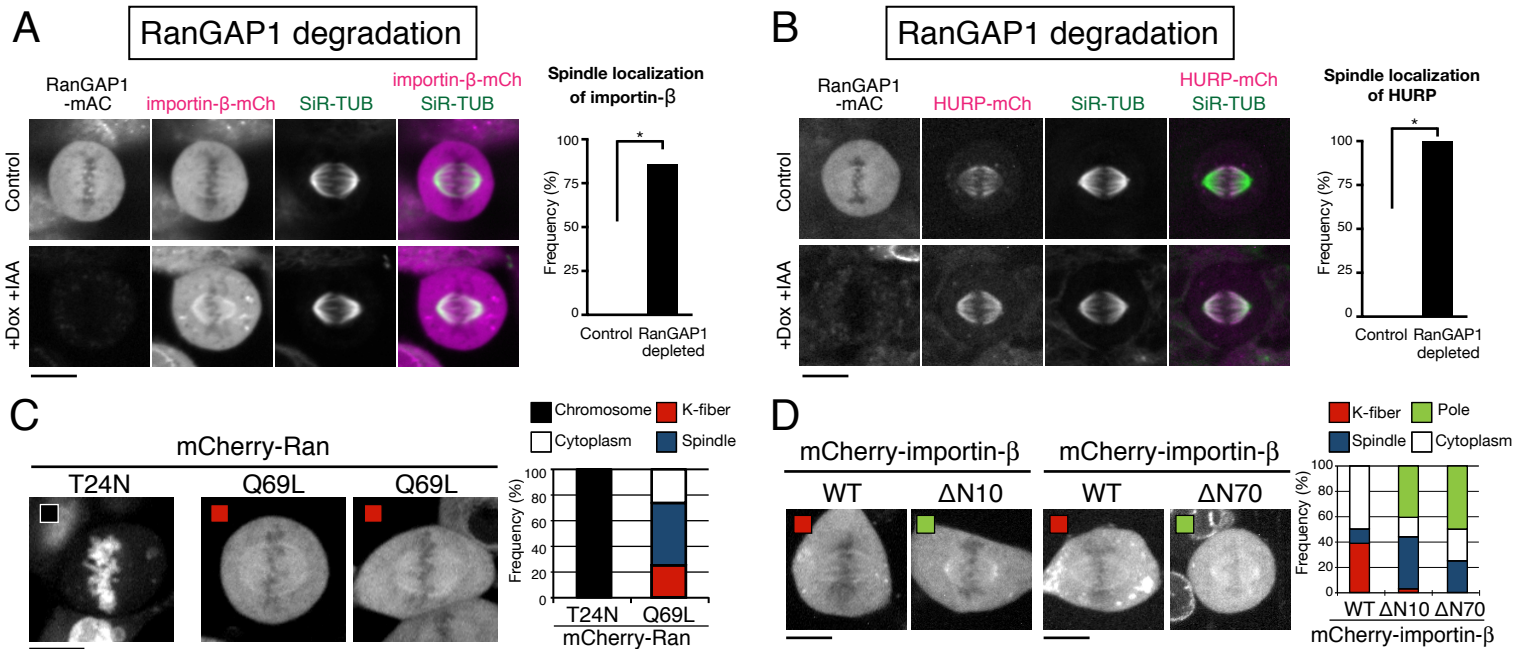 A
RanGAP1 degradation
RanGAP1
-mAC
importin-β-mCh
SiR-TUB
importin-β-mCh
SiR-TUB
Control
+Dox +IAA
Spindle localization
of importin-β
*
Frequency (%)
100
75
50
25
0
Control
RanGAP1
depleted
B
RanGAP1 degradation
RanGAP1
-mAC
HURP-mCh
SiR-TUB
HURP-mCh
SiR-TUB
Control
+Dox +IAA
Spindle localization
of HURP
*
Frequency (%)
100
75
50
25
0
Control
RanGAP1
depleted
C
mCherry-Ran
T24N
Q69L
Q69L
Chromosome
K-fiber
Cytoplasm
Spindle
Frequency (%)
100
80
60
40
20
0
T24N
Q69L
mCherry-Ran
D
mCherry-importin-β
WT
ΔN10
mCherry-importin-β
WT
ΔN70
K-fiber
Pole
Spindle
Cytoplasm
Frequency (%)
100
80
60
40
20
0
WT
ΔN10
ΔN70
mCherry-importin-β